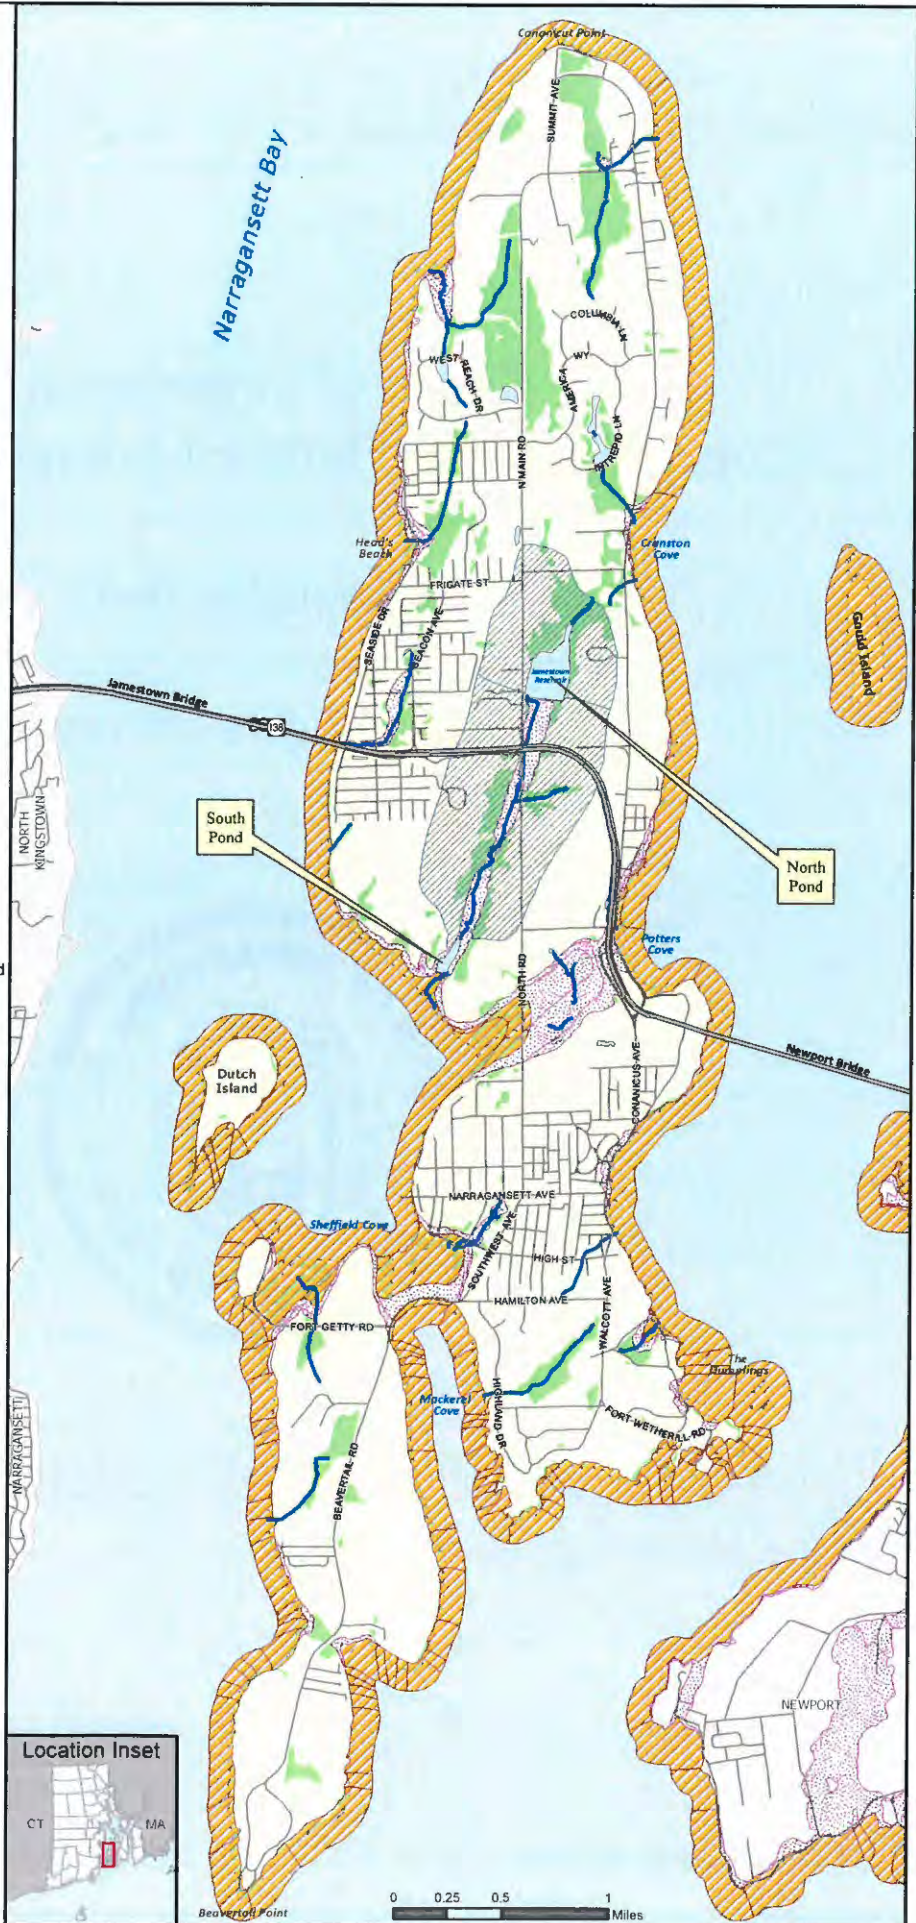 Conanicut Point
SUMMIT-AVE
Narragansett Bay
COLUMBIA-LN
WY
AMERICA
WEST-REACH-DR
INTREPID-LN
N MAIN RD
Head's
Beach
Cranston
Cove
FRIGATE-ST
SEASIDE-DR
BEACON-AVE
Gould Island
Jamestown
Reservoir
Jamestown Bridge
138
NORTH
KINGSTOWN
South
Pond
North
Pond
Potters
Cove
NORTH-RD
Newport Bridge
Dutch
Island
CONANICUS-AVE
NARRAGANSETT-AVE
Sheffield Cove
SOUTHWEST-AVE
HIGH-ST
HAMILTON-AVE
WALCOTT-AVE
FORT-GETTY-RD
The
Dumplings
Mackerel
Cove
HIGHLAND-DR
FORT-WETHERILL-RD
NARRAGANSETT
BEAVERTAIL-RD
NEWPORT
Location Inset
CT
MA
Beavertail Point
0 0.25 0.5 1
Miles